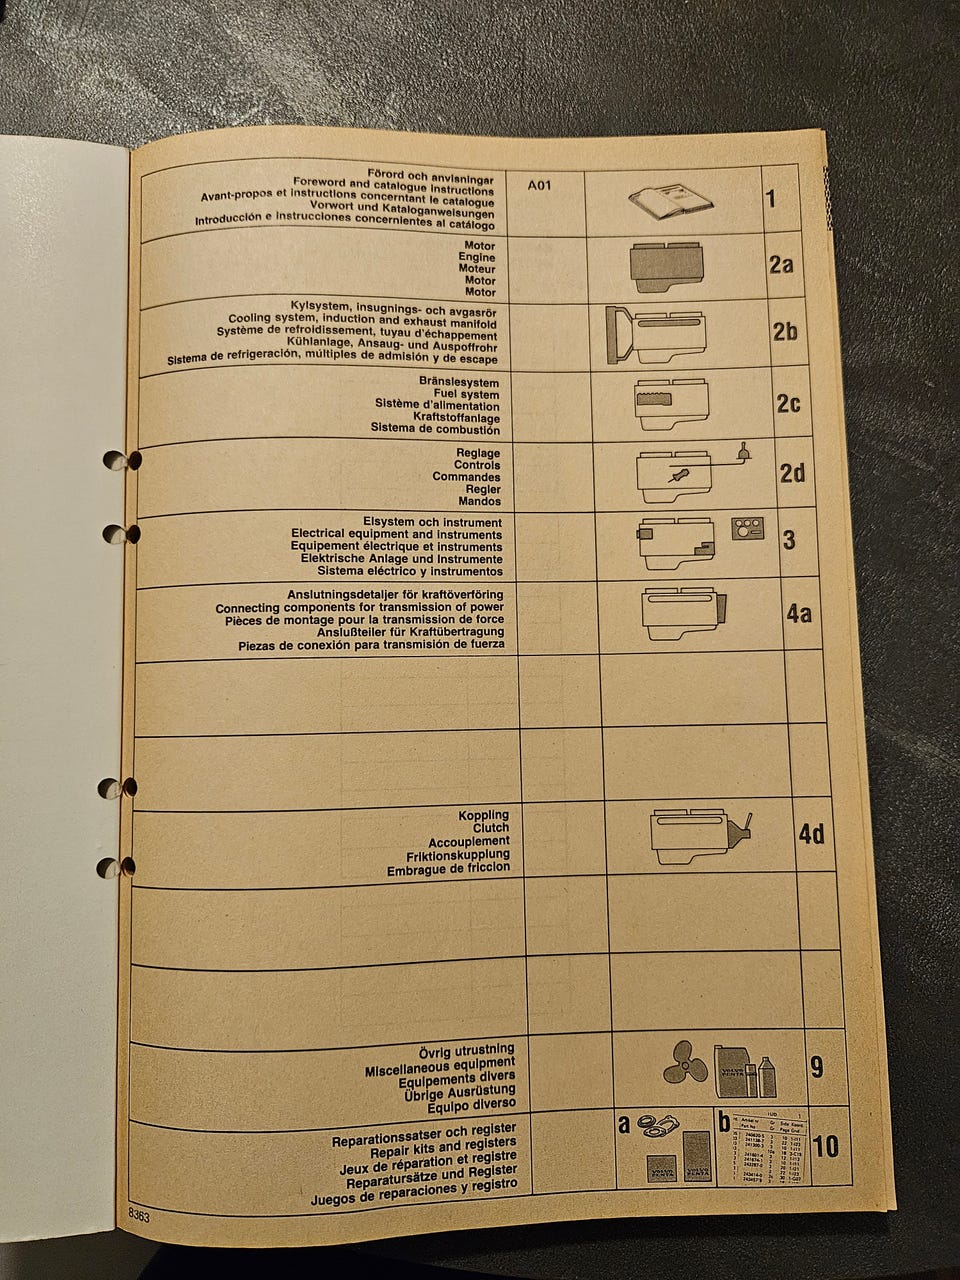 Förord och anvisningar
Foreword and catalogue instructions
Avant-propos et instructions concertant le catalogue
Vorwort und Kataloganweisungen
Introducción e instrucciones concernientes al catálogo
A01
1
Motor
Engine
Moteur
Motor
Motor
2a
Kylsystem, insugnings- och avgasrör
Cooling system, induction and exhaust manifold
Système de refroidissement, tuyau d'échappement
Kühlanlage, Ansaug- und Auspoffrohr
Sistema de refrigeración, múltiples de admisión y de escape
2b
Bränslesystem
Fuel system
Sistème d'alimentation
Kraftstoffanlage
Sistema de combustión
2c
Reglage
Controls
Commandes
Regler
Mandos
2d
Elsystem och instrument
Electrical equipment and instruments
Equipement électrique et instruments
Elektrische Anlage und Instrumente
Sistema eléctrico y instrumentos
3
Anslutningsdetaljer för kraftöverföring
Connecting components for transmission of power
Pièces de montage pour la transmission de force
Anslußteiler für Kraftübertragung
Piezas de conexión para transmisión de fuerza
4a
Koppling
Clutch
Accouplement
Friktionskupplung
Embrague de friccion
4d
Övrig utrustning
Miscellaneous equipment
Equipements divers
Übrige Ausrüstung
Equipo diverso
VOLVO
PENTA
9
Reparationssatser och register
Repair kits and registers
Jeux de réparation et registre
Reparatursätze und Register
Juegos de reparaciones y registro
a
VOLVO
PENTA
VOLVO
PENTA
b
10
8363